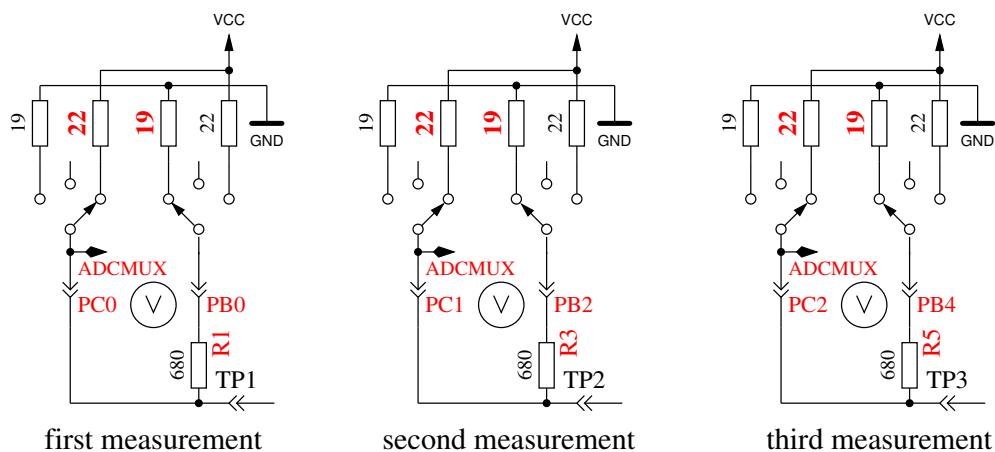 VCC
19
22
19
22
GND
ADCMUX
PC0
V
PB0
680
R1
TP1
first measurement
VCC
19
22
19
22
GND
ADCMUX
PC1
V
PB2
680
R3
TP2
second measurement
VCC
19
22
19
22
GND
ADCMUX
PC2
V
PB4
680
R5
TP3
third measurement